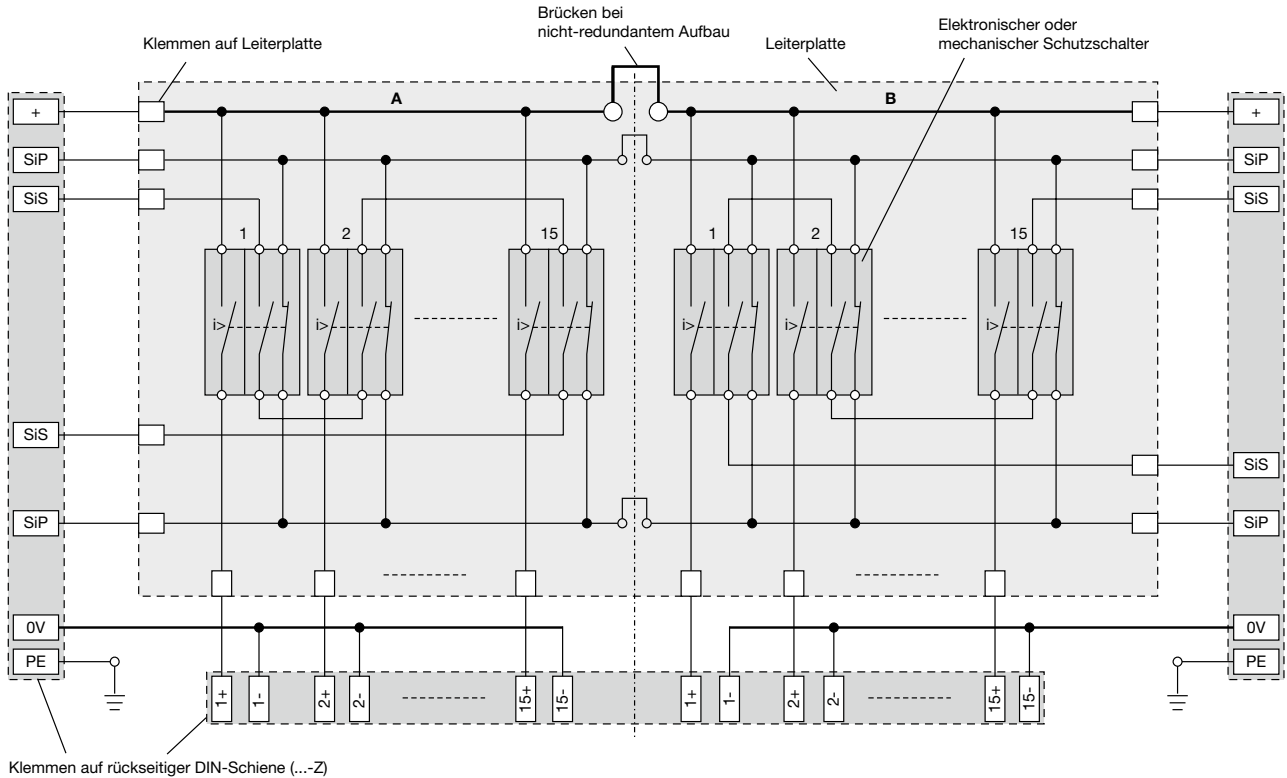 Brücken bei
nicht-redundantem Aufbau
Elektronischer oder
mechanischer Schutzschalter
Klemmen auf Leiterplatte
Leiterplatte
A
B
+
+
SiP
SiP
SiS
SiS
1
2
15
1
2
15
i>
i>
i>
i>
i>
i>
SiS
SiS
SiP
SiP
0V
0V
PE
PE
1+
1-
2+
2-
15+
15-
1+
1-
2+
2-
15+
15-
Klemmen auf rückseitiger DIN-Schiene (...-Z)